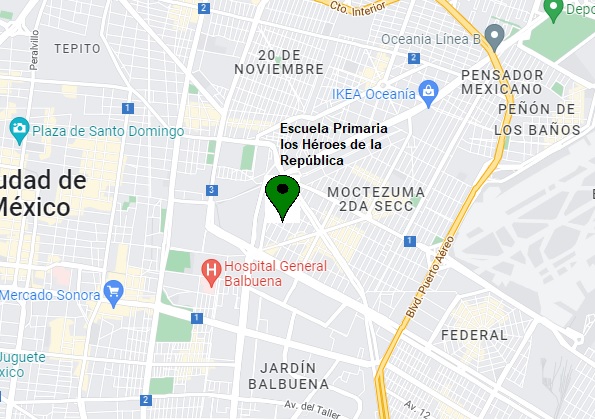 Peralvillo
Cto. Interior
Depo
Oceania Línea B
TEPITO
20 DE
NOVIEMBRE
2
PENSADOR
MEXICANO
IKEA Oceanía
2
PEÑÓN DE
LOS BAÑOS
Plaza de Santo Domingo
Escuela Primaria
los Héroes de la
República
udad de
México
3
MOCTEZUMA
2DA SECC
E
1
Hospital General
Balbuena
Blvd. Puerto Aéreo
Mercado Sonora
1
FEDERAL
Juguete
xico
JARDÍN
BALBUENA
1
Av. del Taller
Av. 12